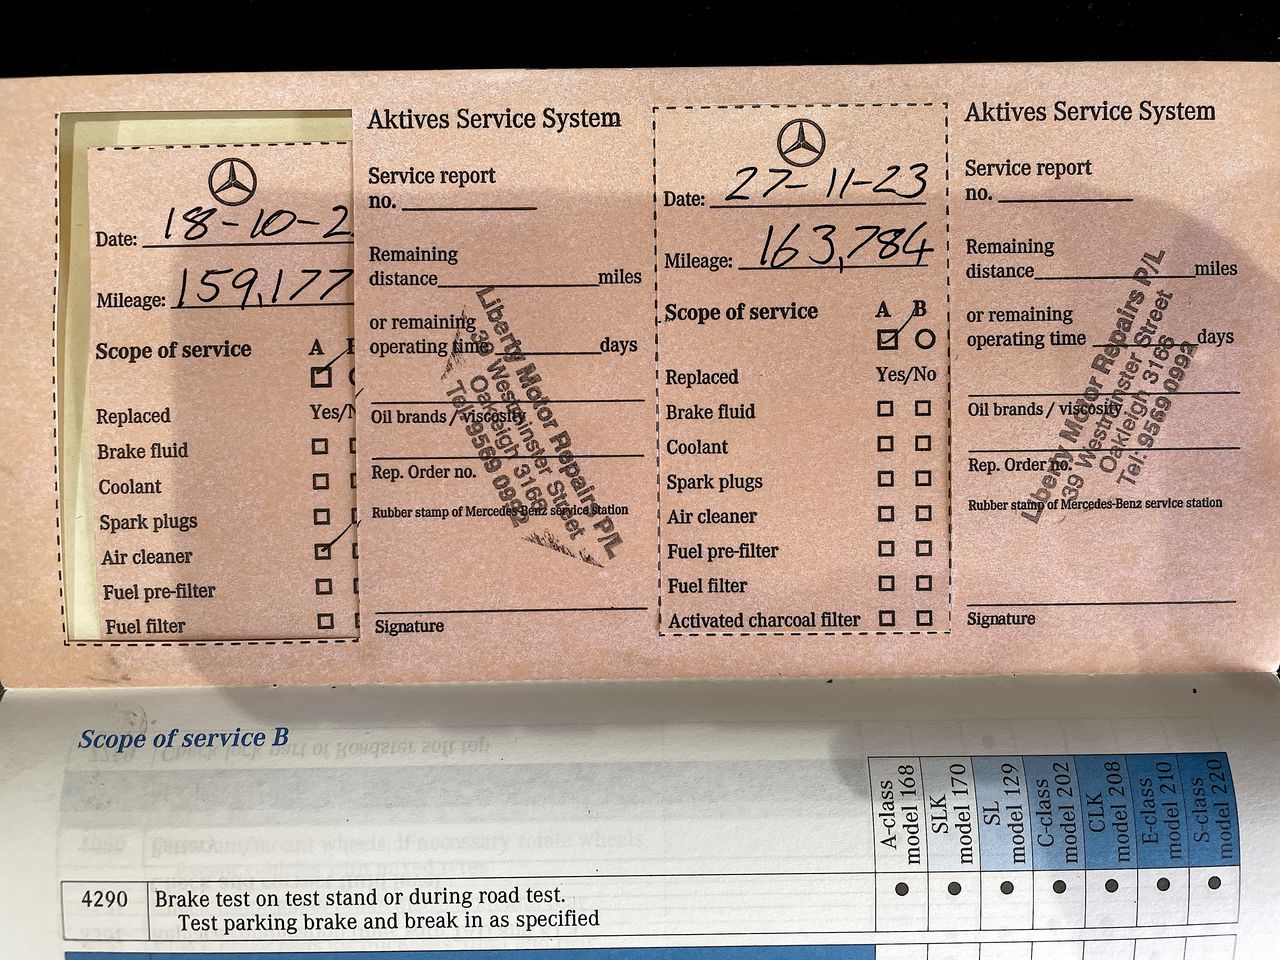 Date: 18-10-2
Mileage: 159,177
Scope of service A
Replaced Yes/N
Brake fluid
Coolant
Spark plugs
Air cleaner
Fuel pre-filter
Fuel filter
Aktives Service System
Service report
no.
Remaining
distance miles
or remaining
operating time days
Oil brands / viscosity
Rep. Order no.
Rubber stamp of Mercedes-Benz service station
Signature
Liberty Motor Repairs P/L
39 Westminster Street
Oakleigh 3166
Tel: 9569 0992
Date: 27-11-23
Mileage: 163,784
Scope of service A B
Replaced Yes/No
Brake fluid
Coolant
Spark plugs
Air cleaner
Fuel pre-filter
Fuel filter
Activated charcoal filter
Aktives Service System
Service report
no.
Remaining
distance miles
or remaining
operating time days
Oil brands / viscosity
Rep. Order no.
Rubber stamp of Mercedes-Benz service station
Signature
Liberty Motor Repairs P/L
39 Westminster Street
Oakleigh 3166
Tel: 9569 0992
Scope of service B
A-class
model 168
SLK
model 170
SL
model 129
C-class
model 202
CLK
model 208
E-class
model 210
S-class
model 220
4290 Brake test on test stand or during road test.
Test parking brake and break in as specified